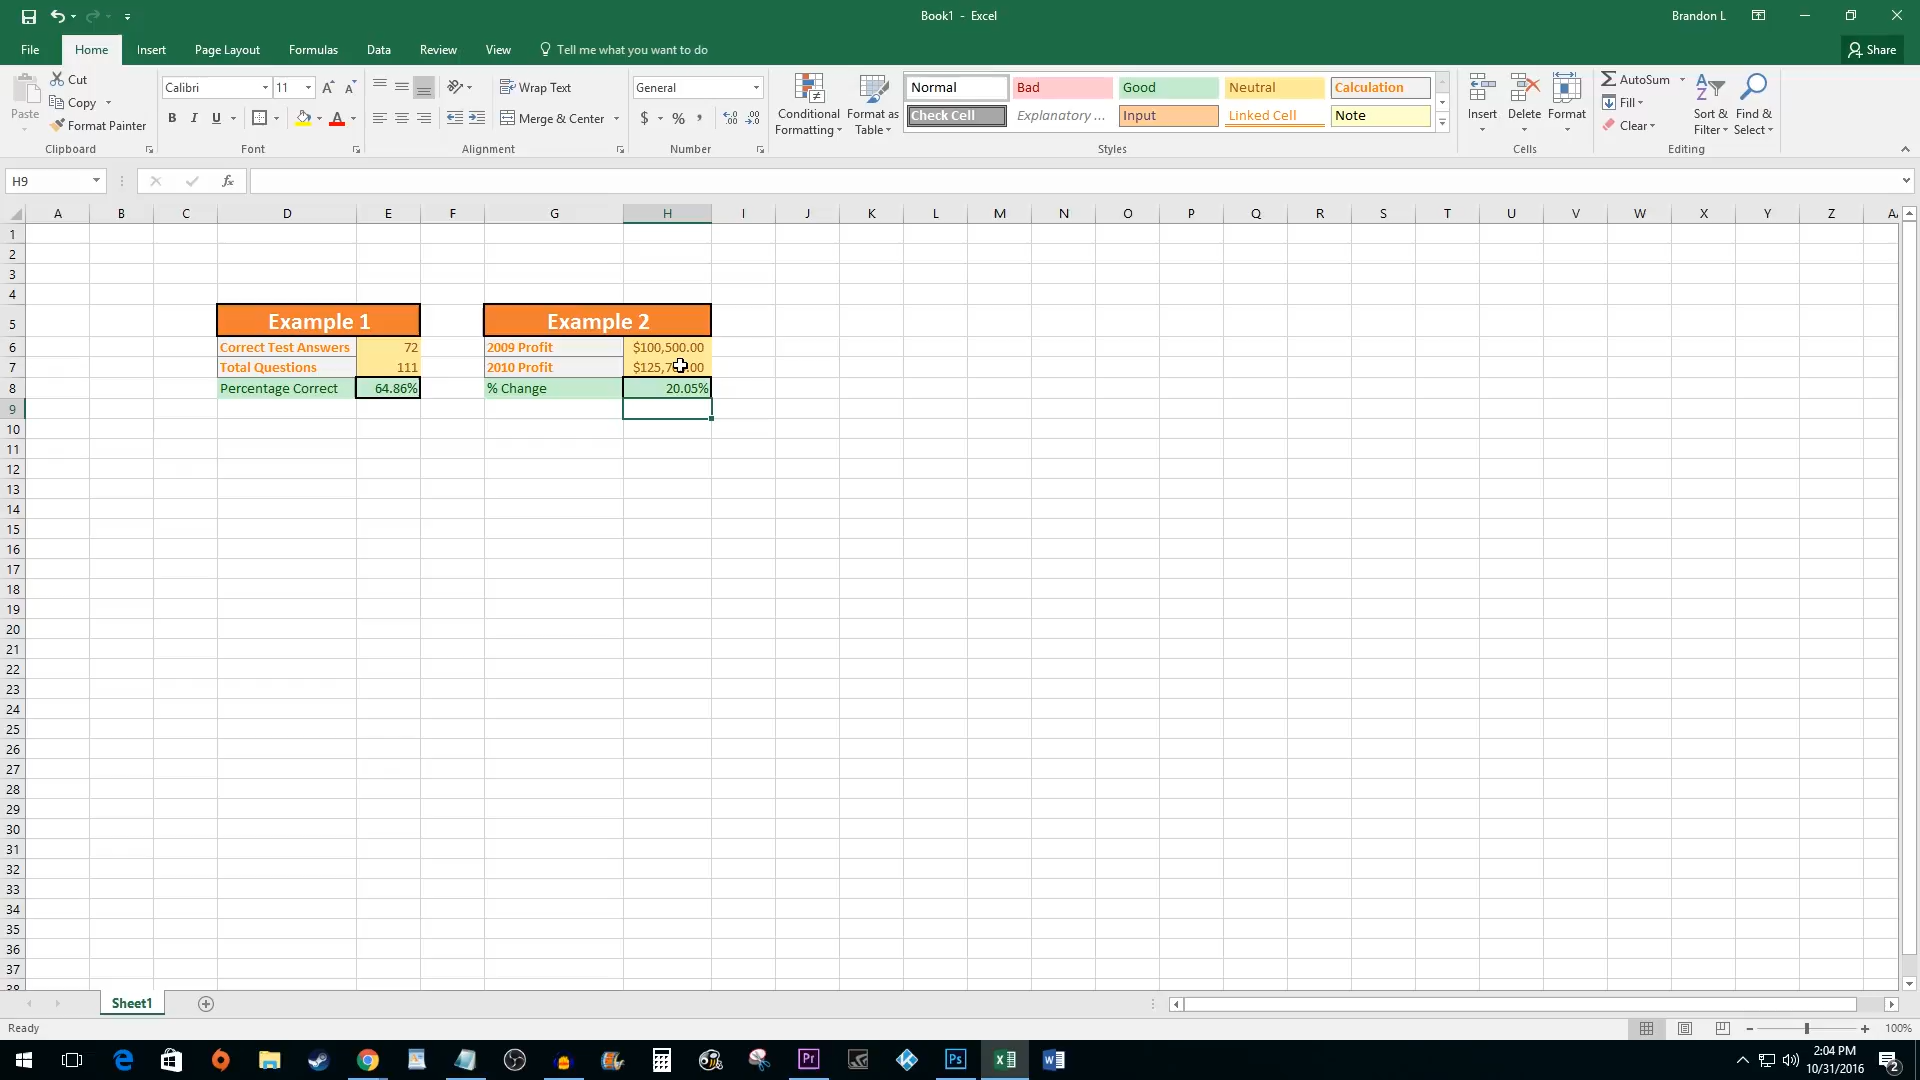 Book1 - Excel
Brandon L
File Home Insert Page Layout Formulas Data Review View Tell me what you want to do Share
Paste
Cut
Copy
Format Painter
Clipboard
Calibri 11
B I U
Font
Wrap Text
Merge & Center
Alignment
General
$ % ,
Number
Conditional Formatting
Format as Table
Normal Bad Good Neutral Calculation
Check Cell Explanatory ... Input Linked Cell Note
Styles
Insert Delete Format
Cells
AutoSum
Fill
Clear
Sort & Filter
Find & Select
Editing
H9 fx
A B C D E F G H I J K L M N O P Q R S T U V W X Y Z
1
2
3
4
5 Example 1 Example 2
6 Correct Test Answers 72 2009 Profit $100,500.00
7 Total Questions 111 2010 Profit
8 Percentage Correct 64.86% % Change 20.05%
9
10
11
12
13
14
15
16
17
18
19
20
21
22
23
24
25
26
27
28
29
30
31
32
33
34
35
36
37
38
Sheet1
Ready 100%
Pr Ps
2:04 PM
10/31/2016
2